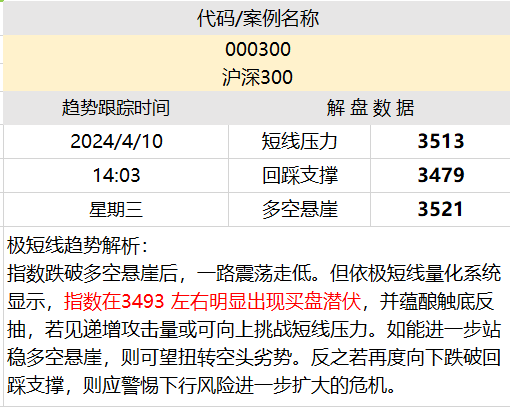 代码/案例名称
000300
沪深300
趋势跟踪时间 解 盘 数 据
2024/4/10 短线压力 3513
14:03 回踩支撑 3479
星期三 多空悬崖 3521
极短线趋势解析：
指数跌破多空悬崖后，一路震荡走低。但依极短线量化系统
显示，指数在3493 左右明显出现买盘潜伏，并蕴酿触底反
抽，若见递增攻击量或可向上挑战短线压力。如能进一步站
稳多空悬崖，则可望扭转空头劣势。反之若再度向下跌破回
踩支撑，则应警惕下行风险进一步扩大的危机。